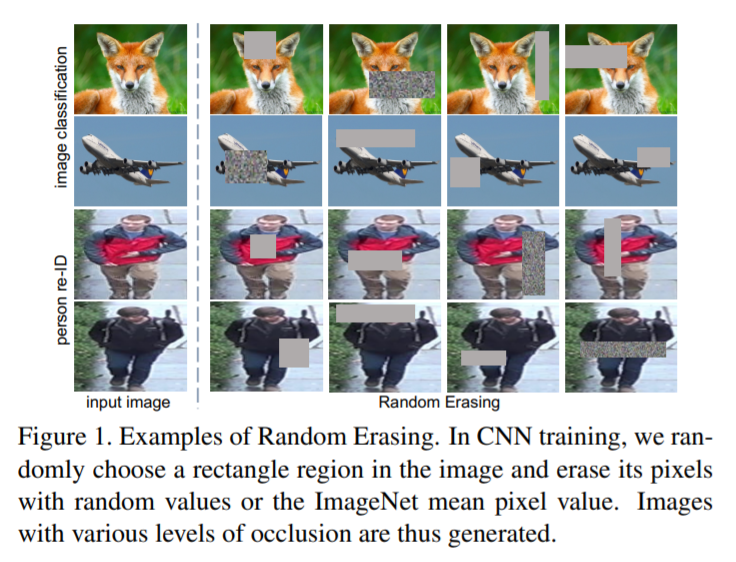 image classification
person re-ID
input image
Random Erasing
Figure 1. Examples of Random Erasing. In CNN training, we ran-
domly choose a rectangle region in the image and erase its pixels
with random values or the ImageNet mean pixel value. Images
with various levels of occlusion are thus generated.